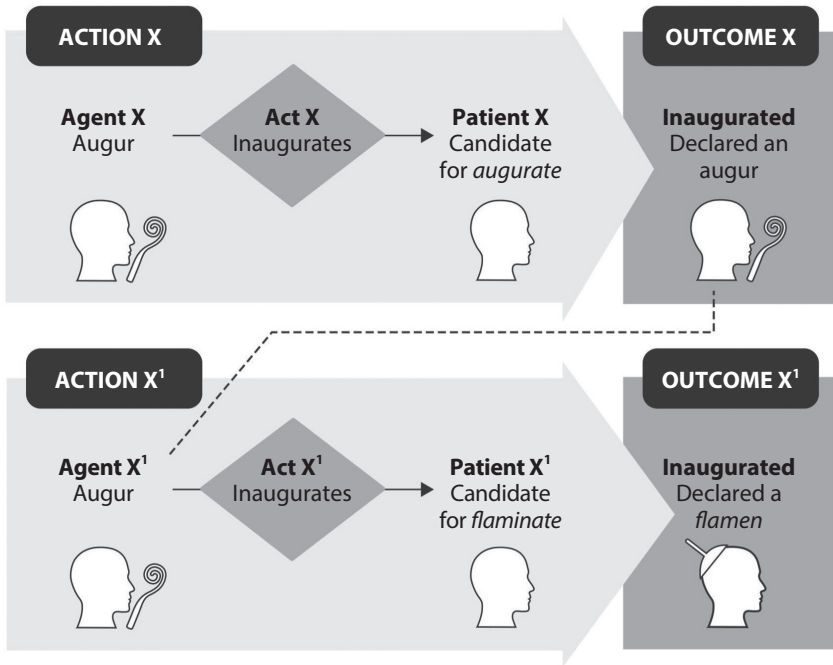 ACTION X
OUTCOME X
Agent X
Augur
Act X
Inaugurates
Patient X
Candidate
for augurate
Inaugurated
Declared an
augur
ACTION X¹
OUTCOME X¹
Agent X¹
Augur
Act X¹
Inaugurates
Patient X¹
Candidate
for flaminate
Inaugurated
Declared a
flamen